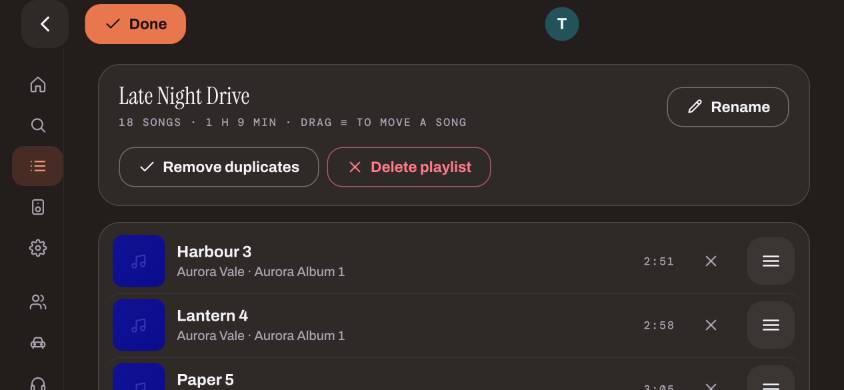 Done
T
Late Night Drive
18 SONGS · 1 H 9 MIN · DRAG ≡ TO MOVE A SONG
Rename
Remove duplicates
Delete playlist
Harbour 3
Aurora Vale · Aurora Album 1
2:51
Lantern 4
Aurora Vale · Aurora Album 1
2:58
Paper 5
3:05